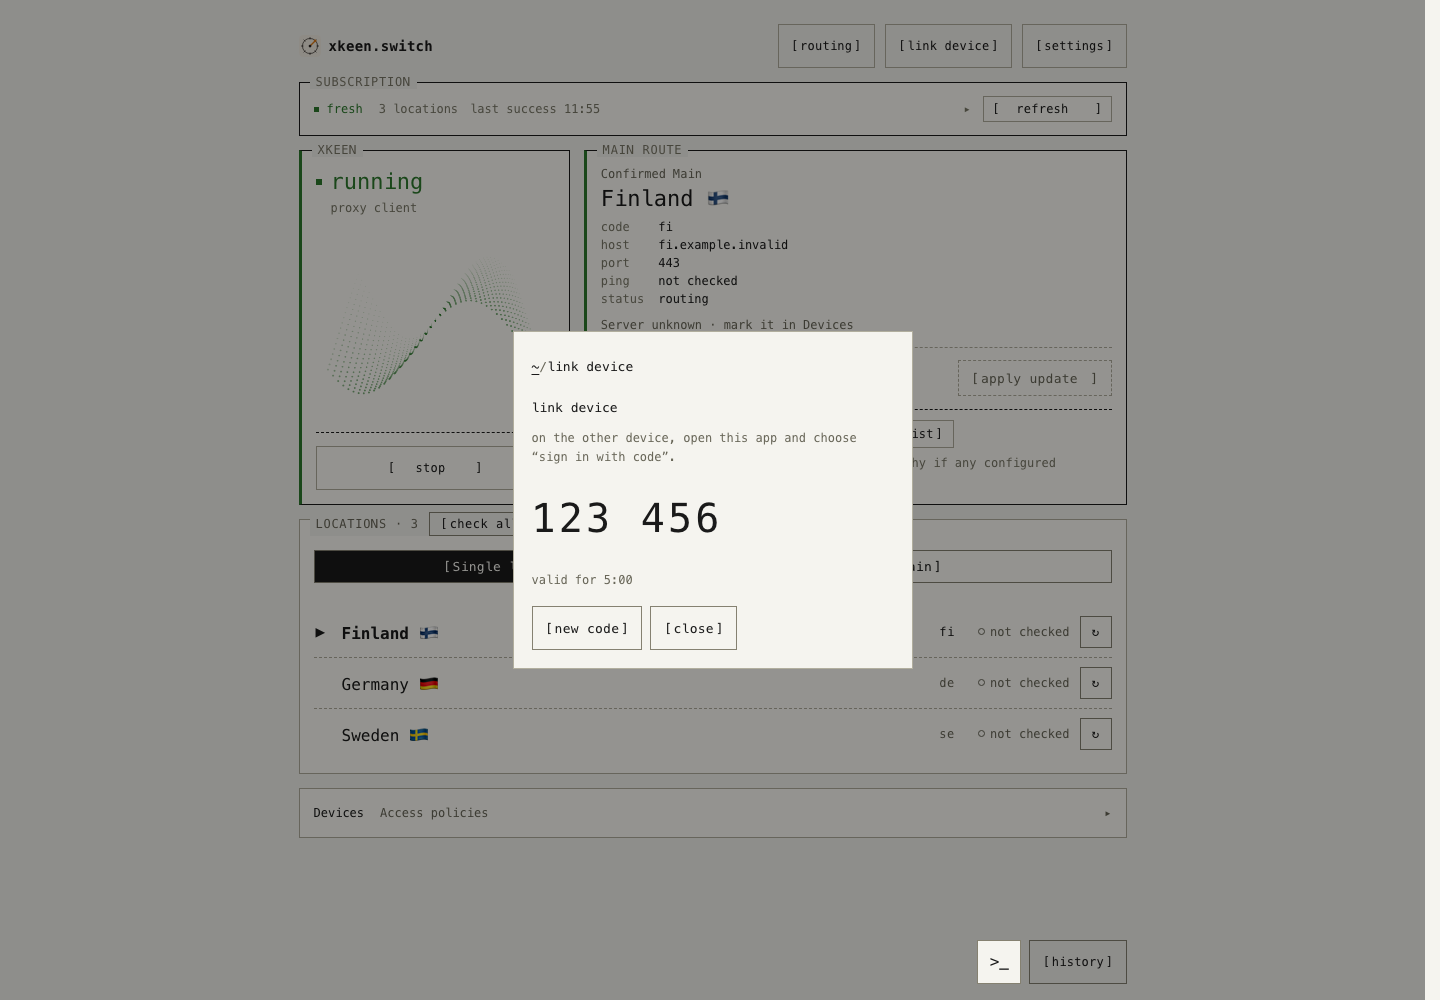 xkeen.switch
[routing] [link device] [settings]
SUBSCRIPTION
fresh 3 locations last success 11:55
[ refresh ]
XKEEN
running
proxy client
[ stop ]
MAIN ROUTE
Confirmed Main
Finland
code fi
host fi.example.invalid
port 443
ping not checked
status routing
Server unknown · mark it in Devices
[apply update ]
ist]
hy if any configured
~/link device
link device
on the other device, open this app and choose
“sign in with code”.
123 456
valid for 5:00
[new code] [close]
LOCATIONS · 3 [check al
[Single
in]
Finland fi not checked
Germany de not checked
Sweden se not checked
Devices Access policies
>_ [history]